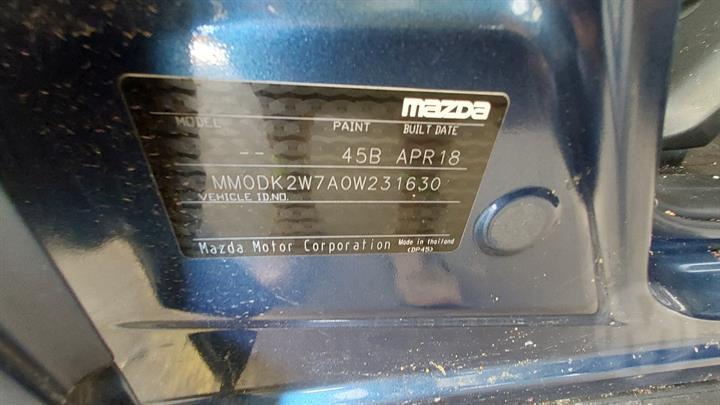 mazda
MODEL PAINT BUILT DATE
-- 45B APR18
MM0DK2W7A0W231630
VEHICLE ID.NO.
Mazda Motor Corporation Made in Thailand
(DP45)